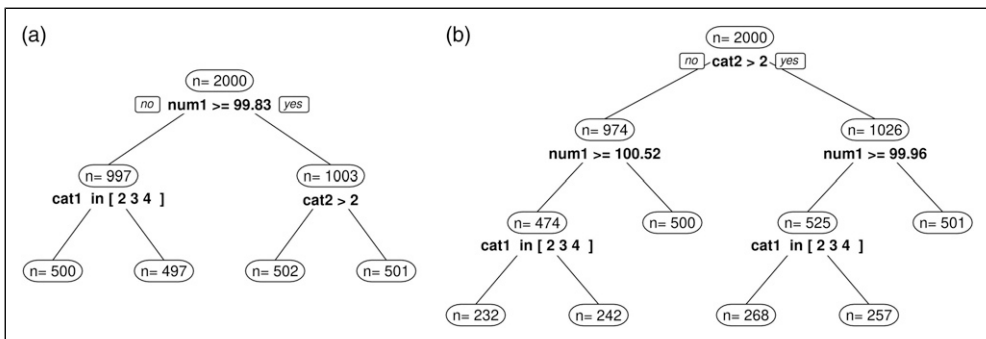 (a)
n= 2000
no num1 >= 99.83 yes
n= 997
n= 1003
cat1 in [ 2 3 4 ]
cat2 > 2
n= 500
n= 497
n= 502
n= 501
(b)
n= 2000
no cat2 > 2 yes
n= 974
n= 1026
num1 >= 100.52
num1 >= 99.96
n= 474
n= 500
n= 525
n= 501
cat1 in [ 2 3 4 ]
cat1 in [ 2 3 4 ]
n= 232
n= 242
n= 268
n= 257